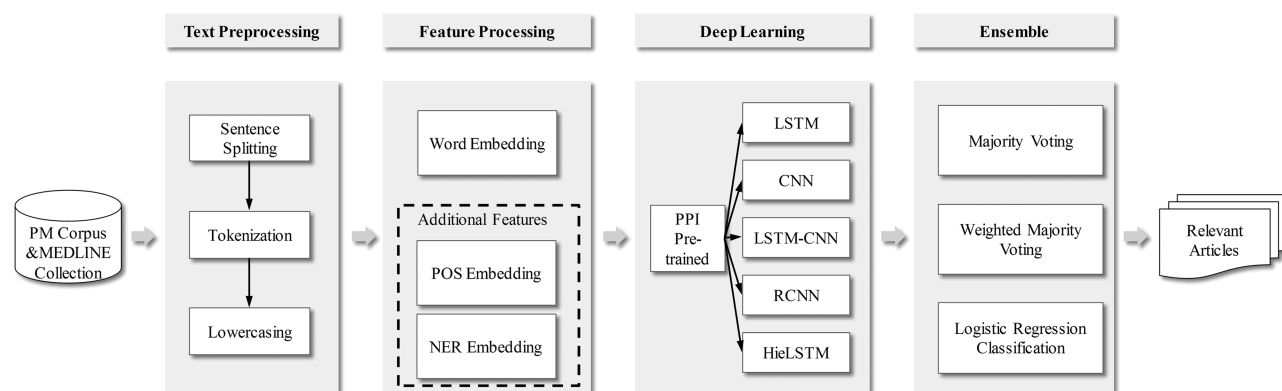 Text Preprocessing
Feature Processing
Deep Learning
Ensemble
PM Corpus
&MEDLINE
Collection
Sentence
Splitting
Tokenization
Lowercasing
Word Embedding
Additional Features
POS Embedding
NER Embedding
PPI
Pre-
trained
LSTM
CNN
LSTM-CNN
RCNN
HieLSTM
Majority Voting
Weighted Majority
Voting
Logistic Regression
Classification
Relevant
Articles